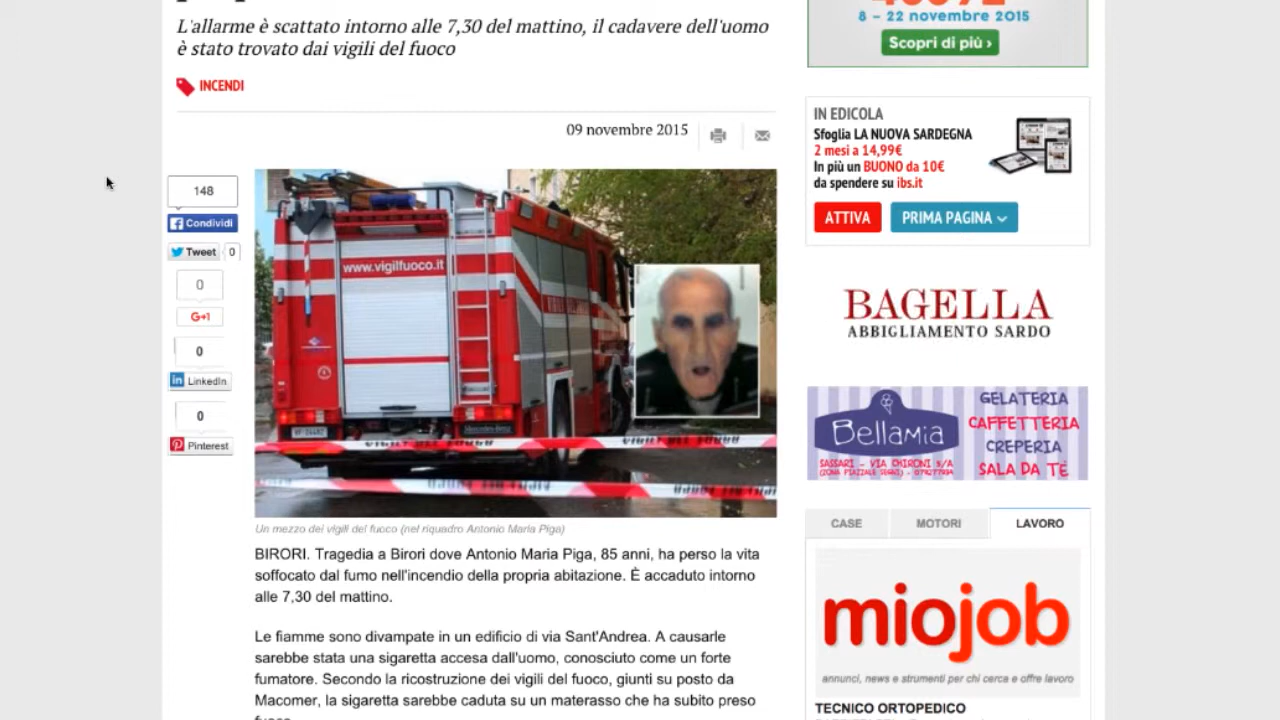 L'allarme è scattato intorno alle 7,30 del mattino, il cadavere dell'uomo
è stato trovato dai vigili del fuoco
INCENDI
09 novembre 2015
148
Condividi
Tweet 0
0
G+1
0
LinkedIn
0
Pinterest
www.vigilfuoco.it
Un mezzo dei vigili del fuoco (nel riquadro Antonio Maria Piga)
BIRORI. Tragedia a Birori dove Antonio Maria Piga, 85 anni, ha perso la vita
soffocato dal fumo nell'incendio della propria abitazione. È accaduto intorno
alle 7,30 del mattino.
Le fiamme sono divampate in un edificio di via Sant'Andrea. A causarle
sarebbe stata una sigaretta accesa dall'uomo, conosciuto come un forte
fumatore. Secondo la ricostruzione dei vigili del fuoco, giunti su posto da
Macomer, la sigaretta sarebbe caduta su un materasso che ha subito preso
8 – 22 novembre 2015
Scopri di più ›
IN EDICOLA
Sfoglia LA NUOVA SARDEGNA
2 mesi a 14,99€
In più un BUONO da 10€
da spendere su ibs.it
ATTIVA PRIMA PAGINA
BAGELLA
ABBIGLIAMENTO SARDO
Bellamia
SASSARI - VIA CHIRONI 5/A
GELATERIA
CAFFETTERIA
CREPERIA
SALA DA TÈ
CASE MOTORI LAVORO
miojob
annunci, news e strumenti per chi cerca e offre lavoro
TECNICO ORTOPEDICO